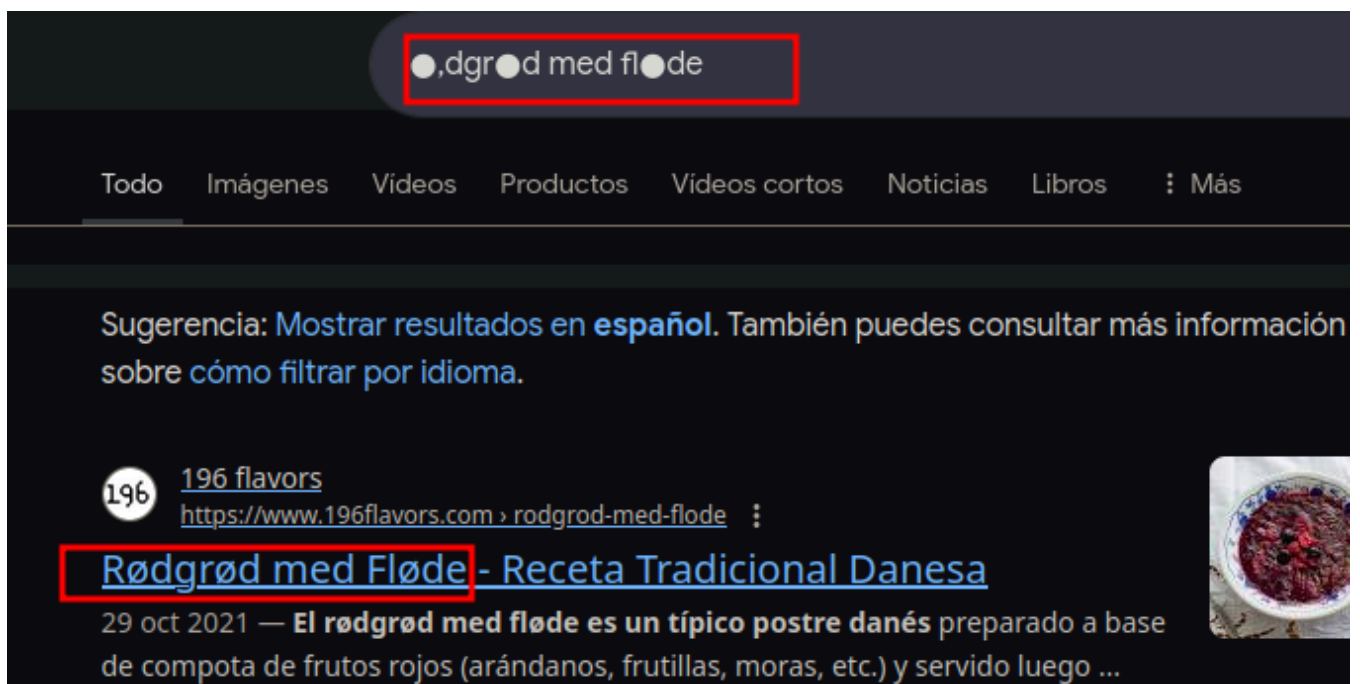 ●,dgr●d med fl●de
Todo Imágenes Vídeos Productos Vídeos cortos Noticias Libros ⋮ Más
Sugerencia: Mostrar resultados en español. También puedes consultar más información
sobre cómo filtrar por idioma.
196 196 flavors
https://www.196flavors.com › rodgrod-med-flode ⋮
Rødgrød med Fløde - Receta Tradicional Danesa
29 oct 2021 — El rødgrød med fløde es un típico postre danés preparado a base
de compota de frutos rojos (arándanos, frutillas, moras, etc.) y servido luego ...